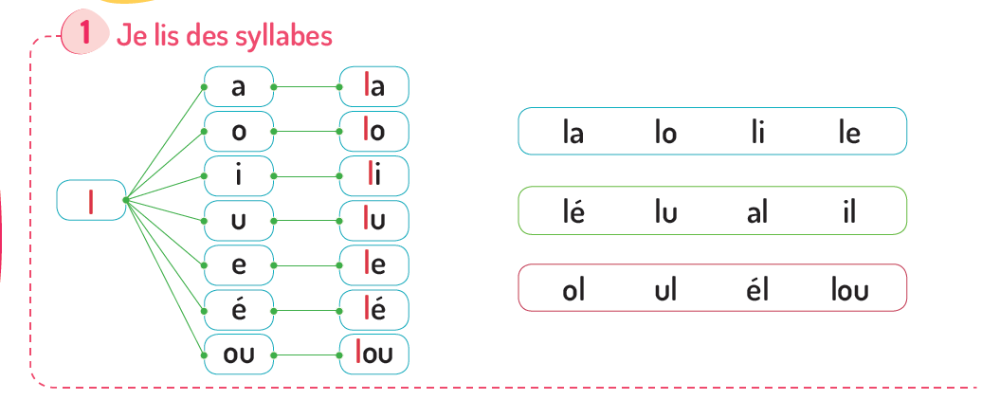 1 Je lis des syllabes
a la
o lo
i li
l
u lu
e le
é lé
ou lou
la lo li le
lé lu al il
ol ul él lou